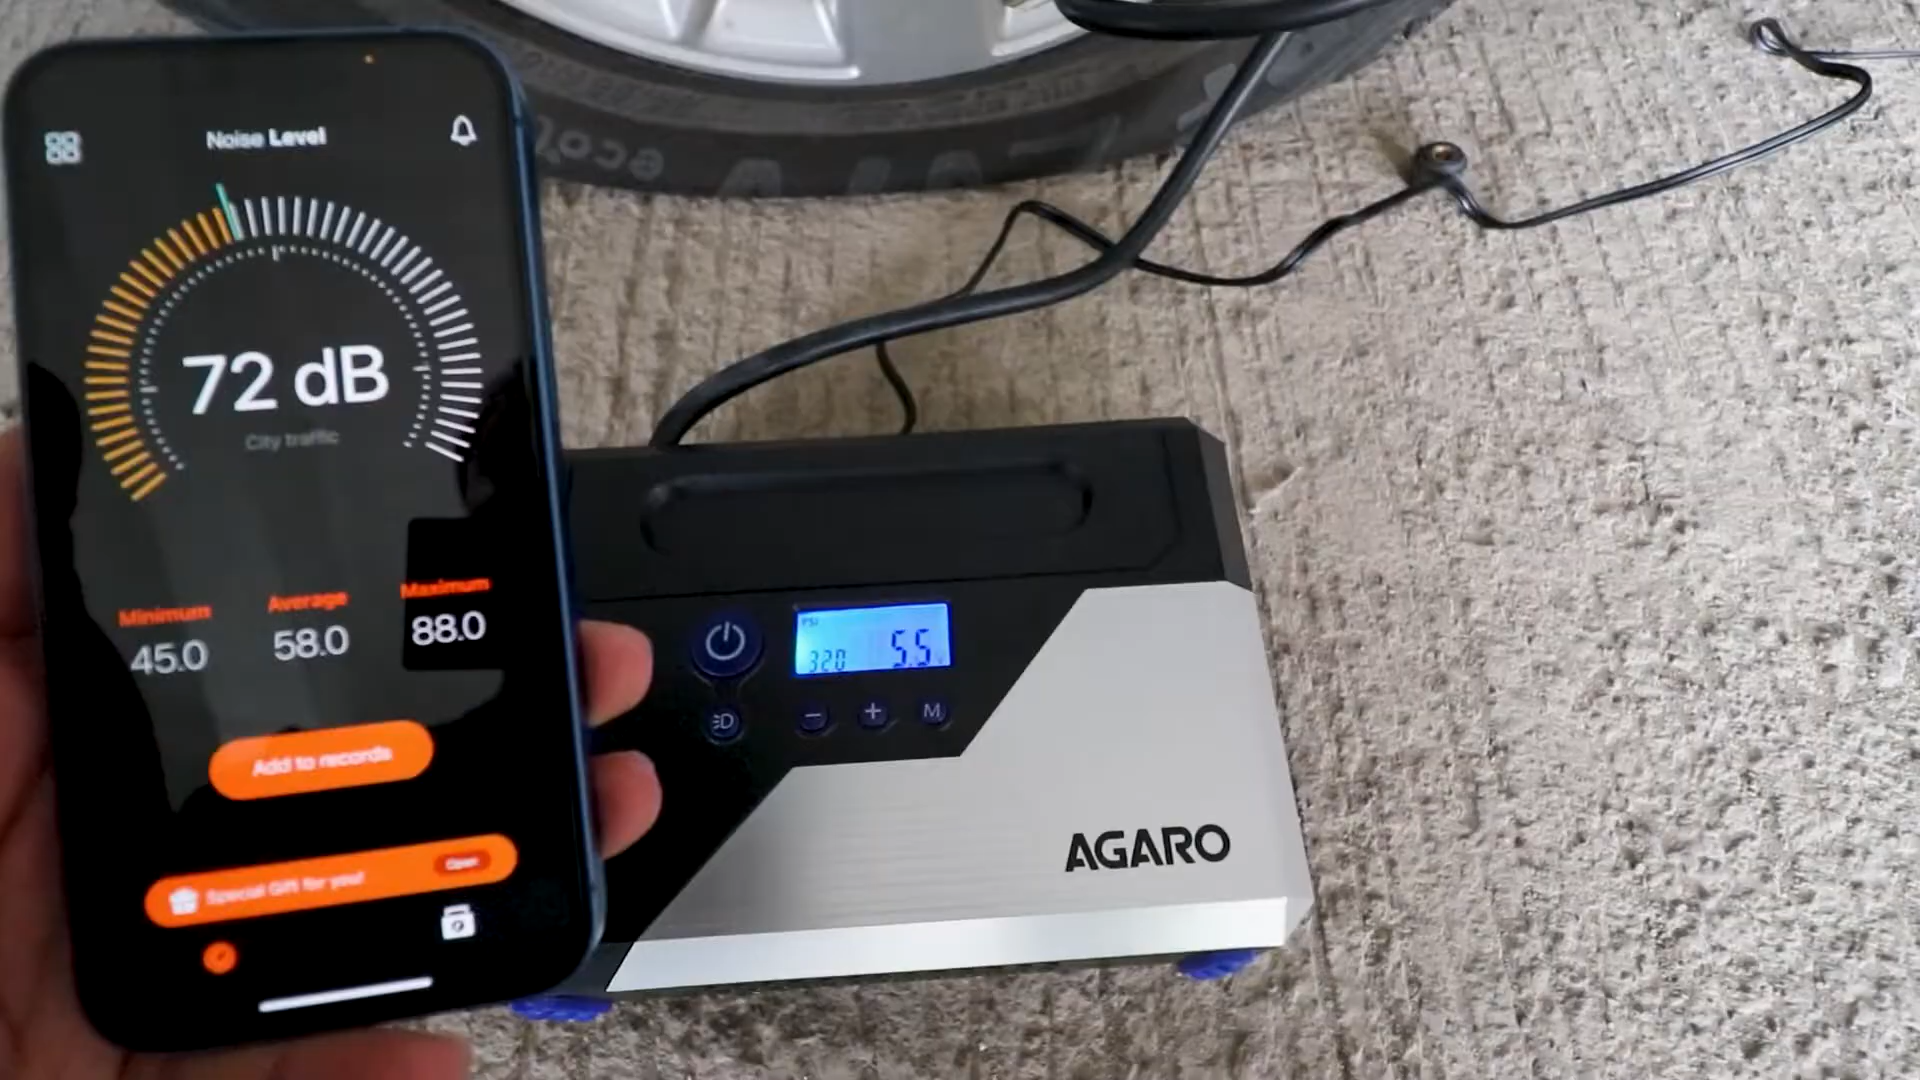 Noise Level
72 dB
City traffic
Minimum
Average
Maximum
45.0
58.0
88.0
Add to records
Special Gift for you!
Open
PSI
320
5.5
M
AGARO